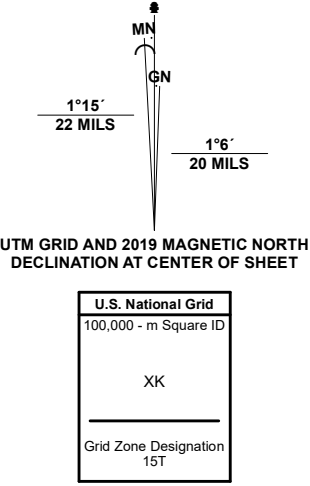 MN
GN
1°15´
22 MILS
1°6´
20 MILS
UTM GRID AND 2019 MAGNETIC NORTH
DECLINATION AT CENTER OF SHEET
U.S. National Grid
100,000 - m Square ID
XK
Grid Zone Designation
15T